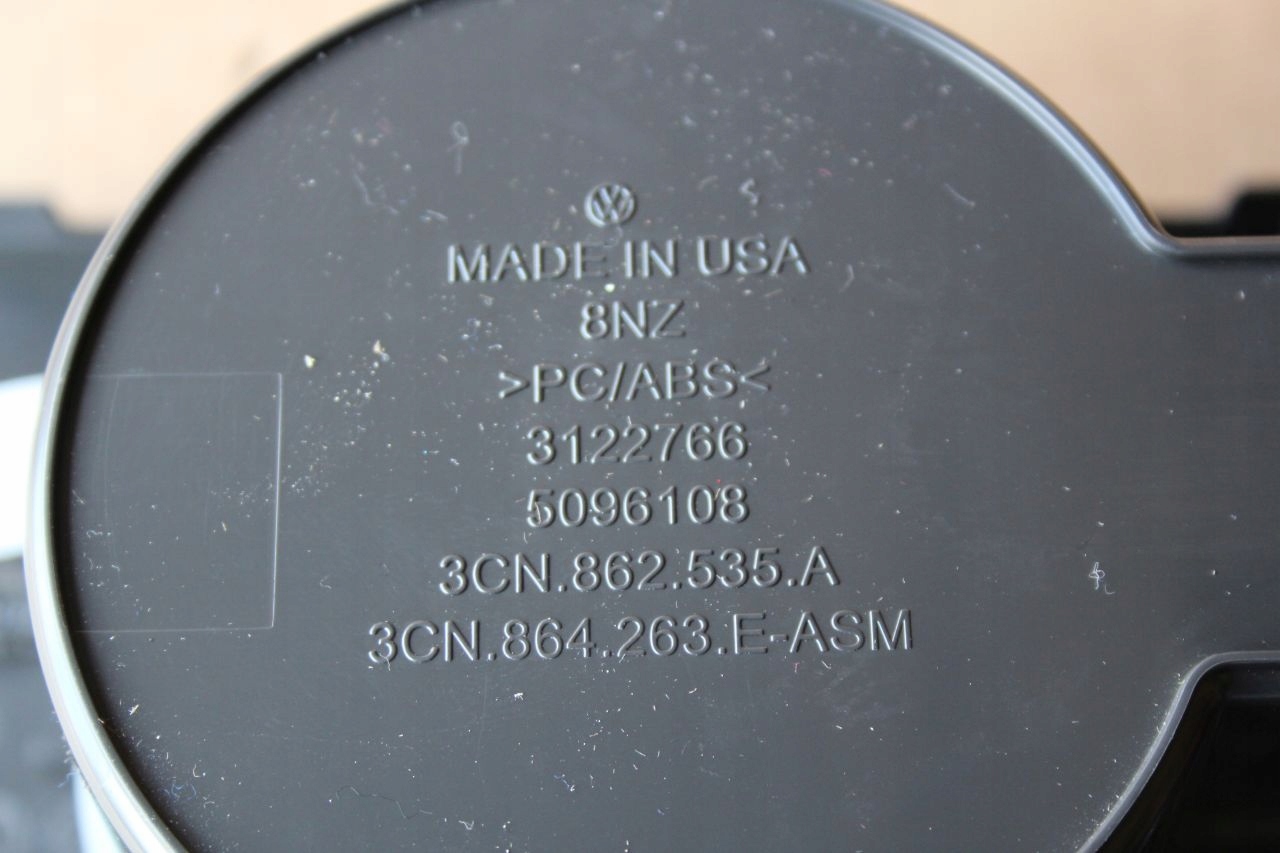 MADE IN USA
8NZ
>PC/ABS<
3122766
5096108
3CN.862.535.A
3CN.864.263.E-ASM